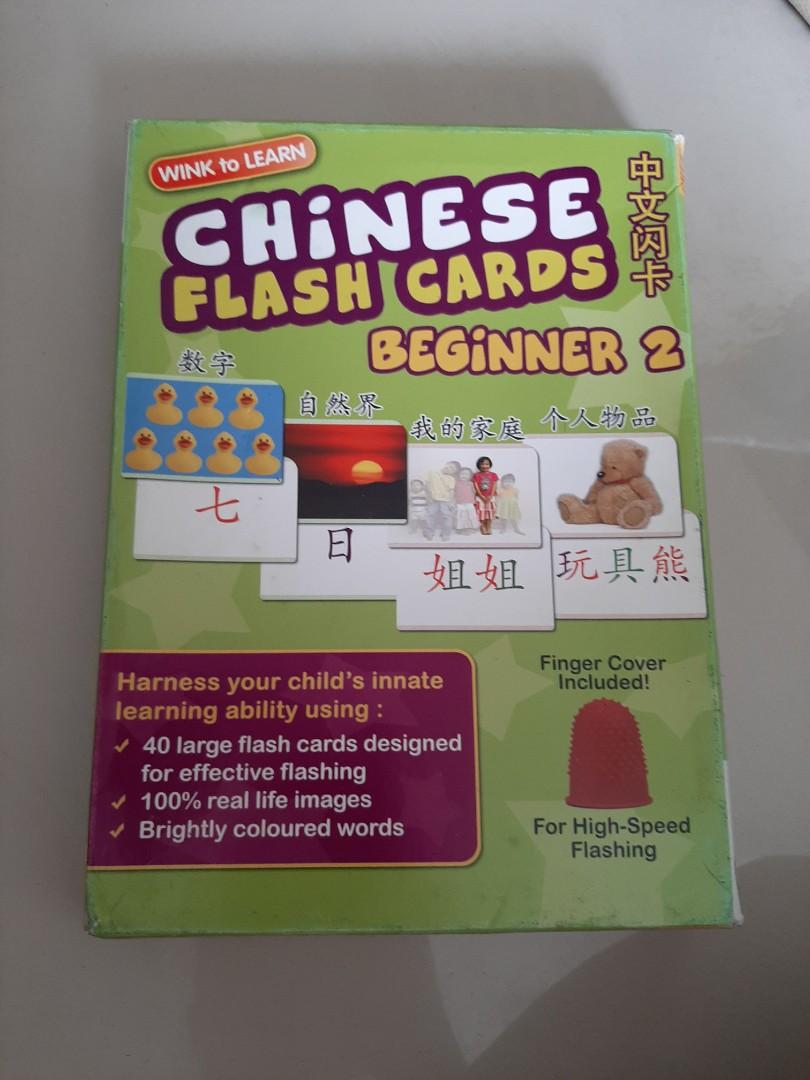 WINK to LEARN
CHiNESE
FLASH CARDS
BEGiNNER 2
中文闪卡
数字
自然界
我的家庭
个人物品
七
日
姐姐
玩具熊
Harness your child's innate
learning ability using :
✓ 40 large flash cards designed
for effective flashing
✓ 100% real life images
✓ Brightly coloured words
Finger Cover
Included!
For High-Speed
Flashing